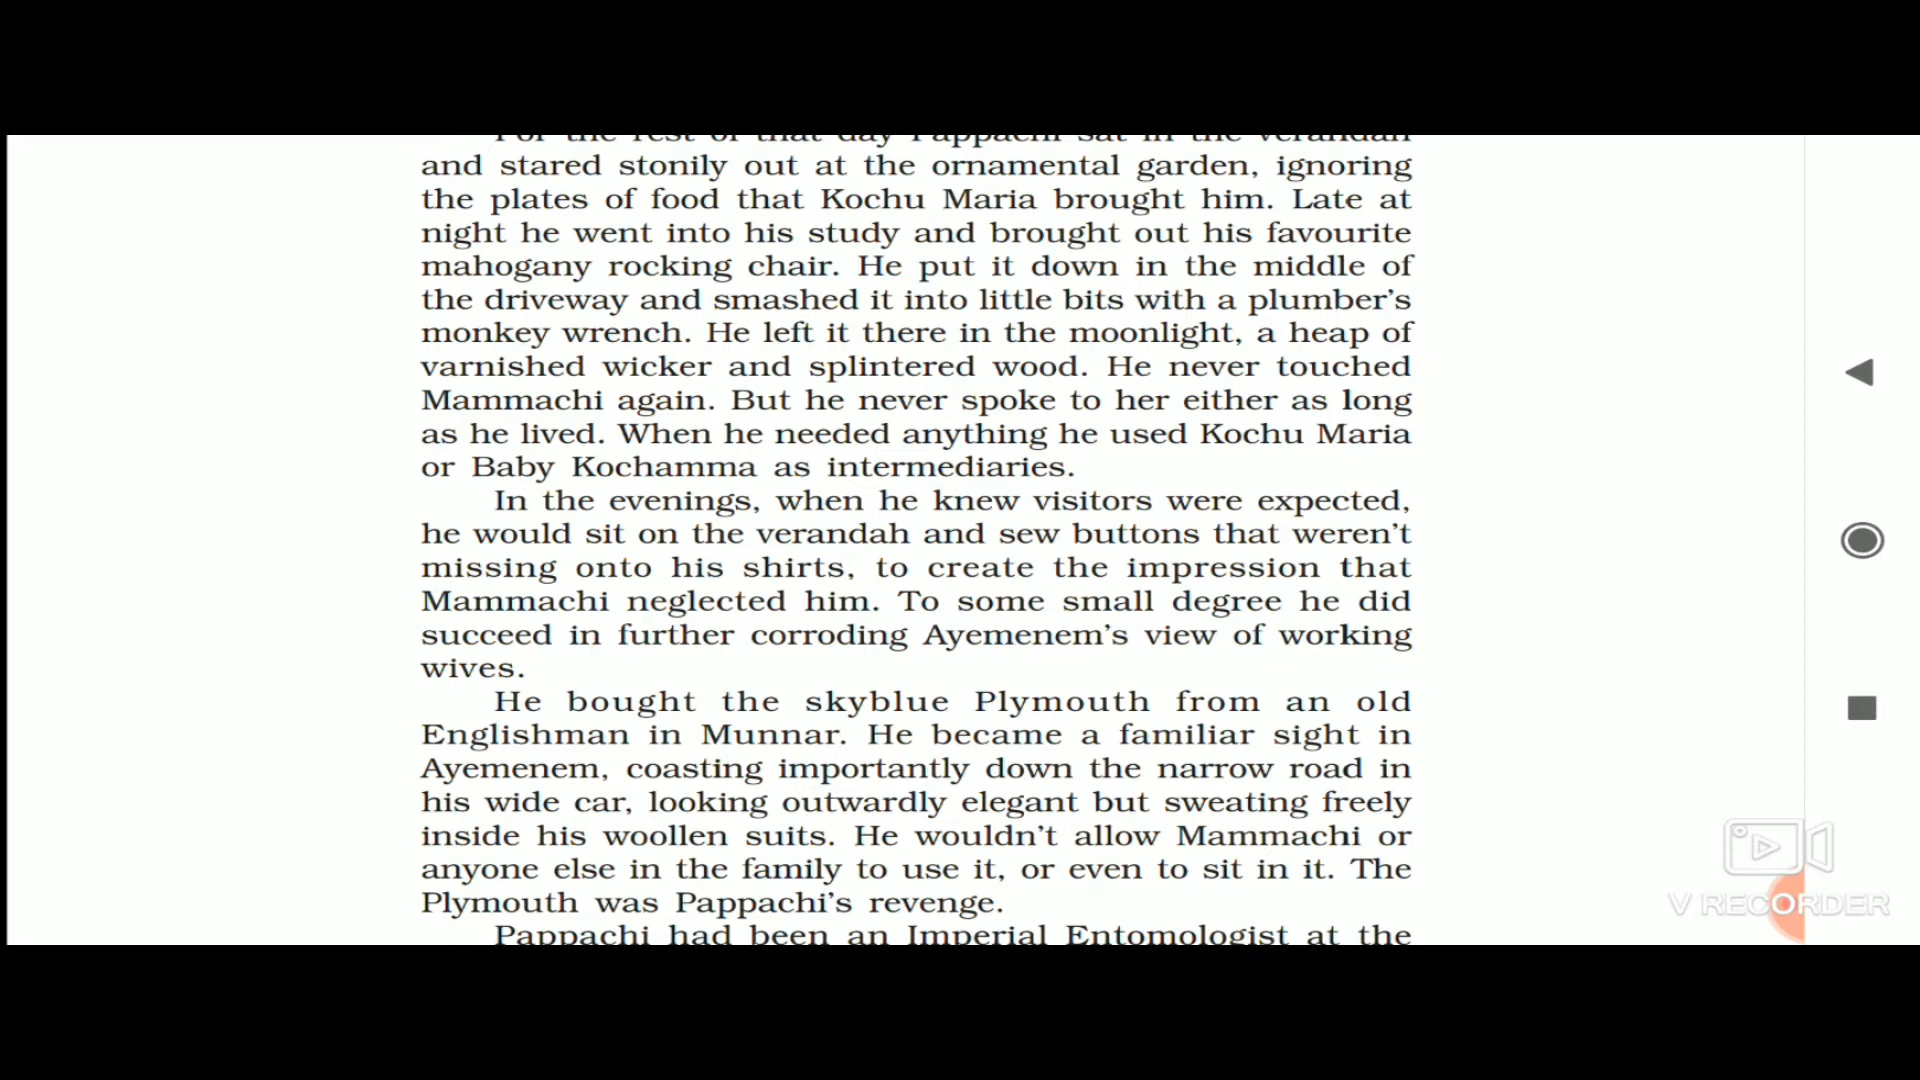 For the rest of that day Pappachi sat in the verandah
and stared stonily out at the ornamental garden, ignoring
the plates of food that Kochu Maria brought him. Late at
night he went into his study and brought out his favourite
mahogany rocking chair. He put it down in the middle of
the driveway and smashed it into little bits with a plumber's
monkey wrench. He left it there in the moonlight, a heap of
varnished wicker and splintered wood. He never touched
Mammachi again. But he never spoke to her either as long
as he lived. When he needed anything he used Kochu Maria
or Baby Kochamma as intermediaries.
In the evenings, when he knew visitors were expected,
he would sit on the verandah and sew buttons that weren't
missing onto his shirts, to create the impression that
Mammachi neglected him. To some small degree he did
succeed in further corroding Ayemenem's view of working
wives.
He bought the skyblue Plymouth from an old
Englishman in Munnar. He became a familiar sight in
Ayemenem, coasting importantly down the narrow road in
his wide car, looking outwardly elegant but sweating freely
inside his woollen suits. He wouldn't allow Mammachi or
anyone else in the family to use it, or even to sit in it. The
Plymouth was Pappachi's revenge.
Pappachi had been an Imperial Entomologist at the
V RECORDER